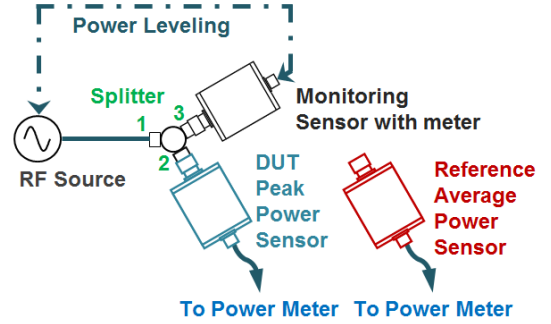 Power Leveling
Splitter
1
3
2
RF Source
Monitoring
Sensor with meter
DUT
Peak
Power
Sensor
Reference
Average
Power
Sensor
To Power Meter
To Power Meter